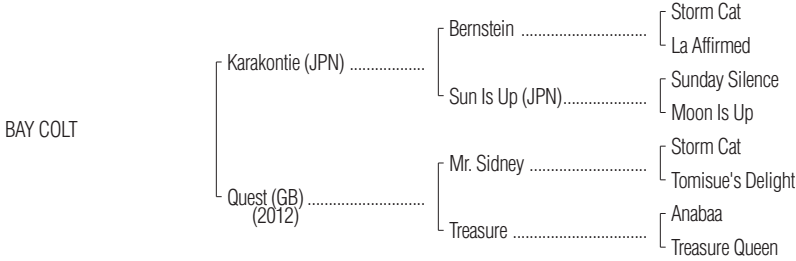 Storm Cat
Bernstein ..............................
La Affirmed
Karakontie (JPN) ..................
Sunday Silence
Sun Is Up (JPN)....................
Moon Is Up
BAY COLT
Storm Cat
Mr. Sidney ............................
Tomisue's Delight
Quest (GB) ............................
(2012)
Anabaa
Treasure ................................
Treasure Queen